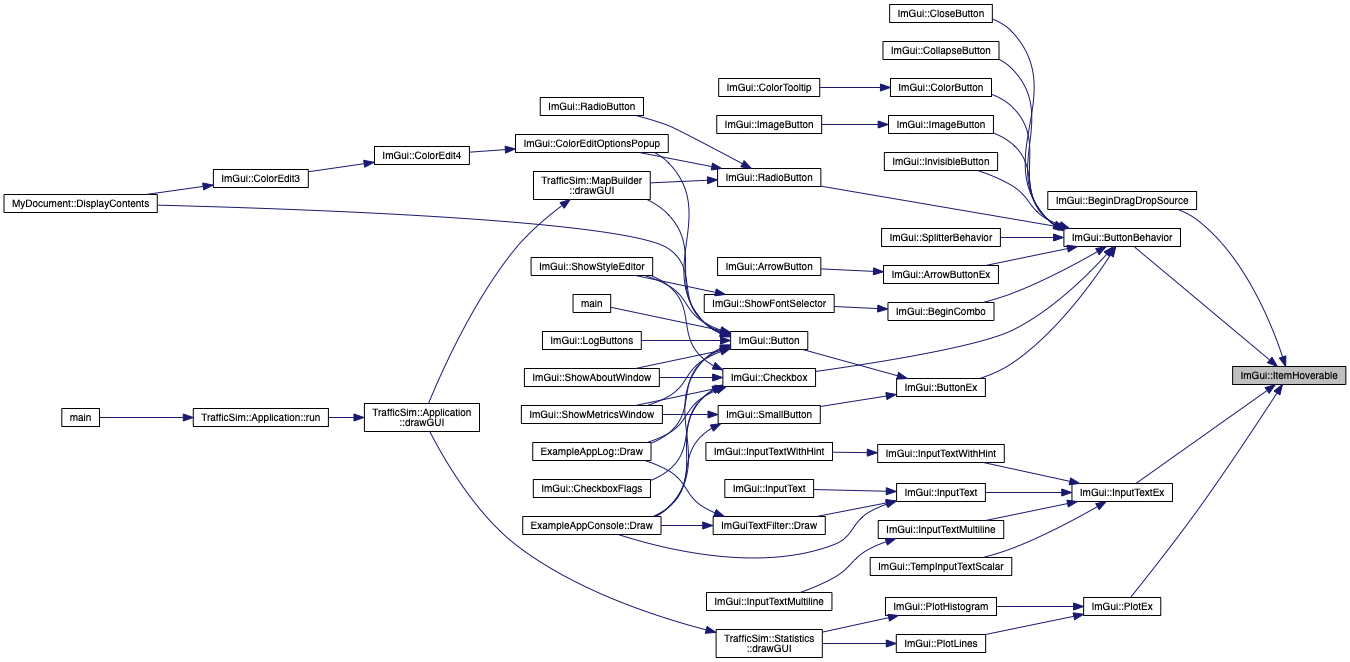 ImGui::CloseButton
ImGui::CollapseButton
ImGui::ColorTooltip
ImGui::ColorButton
ImGui::RadioButton
ImGui::ImageButton
ImGui::ImageButton
ImGui::ColorEditOptionsPopup
ImGui::ColorEdit4
ImGui::InvisibleButton
ImGui::ColorEdit3
ImGui::RadioButton
TrafficSim::MapBuilder
::drawGUI
MyDocument::DisplayContents
ImGui::BeginDragDropSource
ImGui::SplitterBehavior
ImGui::ButtonBehavior
ImGui::ShowStyleEditor
ImGui::ArrowButton
ImGui::ArrowButtonEx
main
ImGui::ShowFontSelector
ImGui::BeginCombo
ImGui::LogButtons
ImGui::Button
ImGui::ShowAboutWindow
ImGui::Checkbox
ImGui::ButtonEx
ImGui::ItemHoverable
main
TrafficSim::Application::run
TrafficSim::Application
::drawGUI
ImGui::ShowMetricsWindow
ImGui::SmallButton
ExampleAppLog::Draw
ImGui::InputTextWithHint
ImGui::InputTextWithHint
ImGui::CheckboxFlags
ImGui::InputText
ImGui::InputText
ImGui::InputTextEx
ExampleAppConsole::Draw
ImGuiTextFilter::Draw
ImGui::InputTextMultiline
ImGui::TempInputTextScalar
ImGui::InputTextMultiline
ImGui::PlotHistogram
ImGui::PlotEx
TrafficSim::Statistics
::drawGUI
ImGui::PlotLines